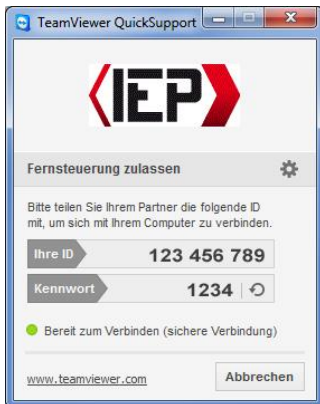 TeamViewer QuickSupport
IEP
Fernsteuerung zulassen
Bitte teilen Sie Ihrem Partner die folgende ID
mit, um sich mit Ihrem Computer zu verbinden.
Ihre ID 123 456 789
Kennwort 1234
Bereit zum Verbinden (sichere Verbindung)
www.teamviewer.com Abbrechen